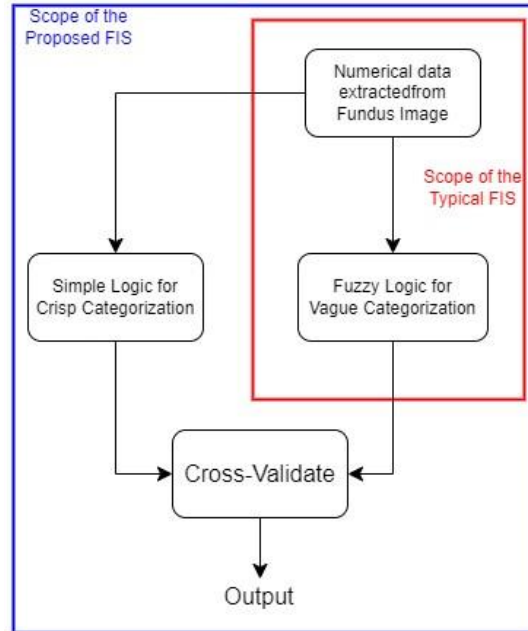 Scope of the
Proposed FIS
Numerical data
extractedfrom
Fundus Image
Scope of the
Typical FIS
Simple Logic for
Crisp Categorization
Fuzzy Logic for
Vague Categorization
Cross-Validate
Output